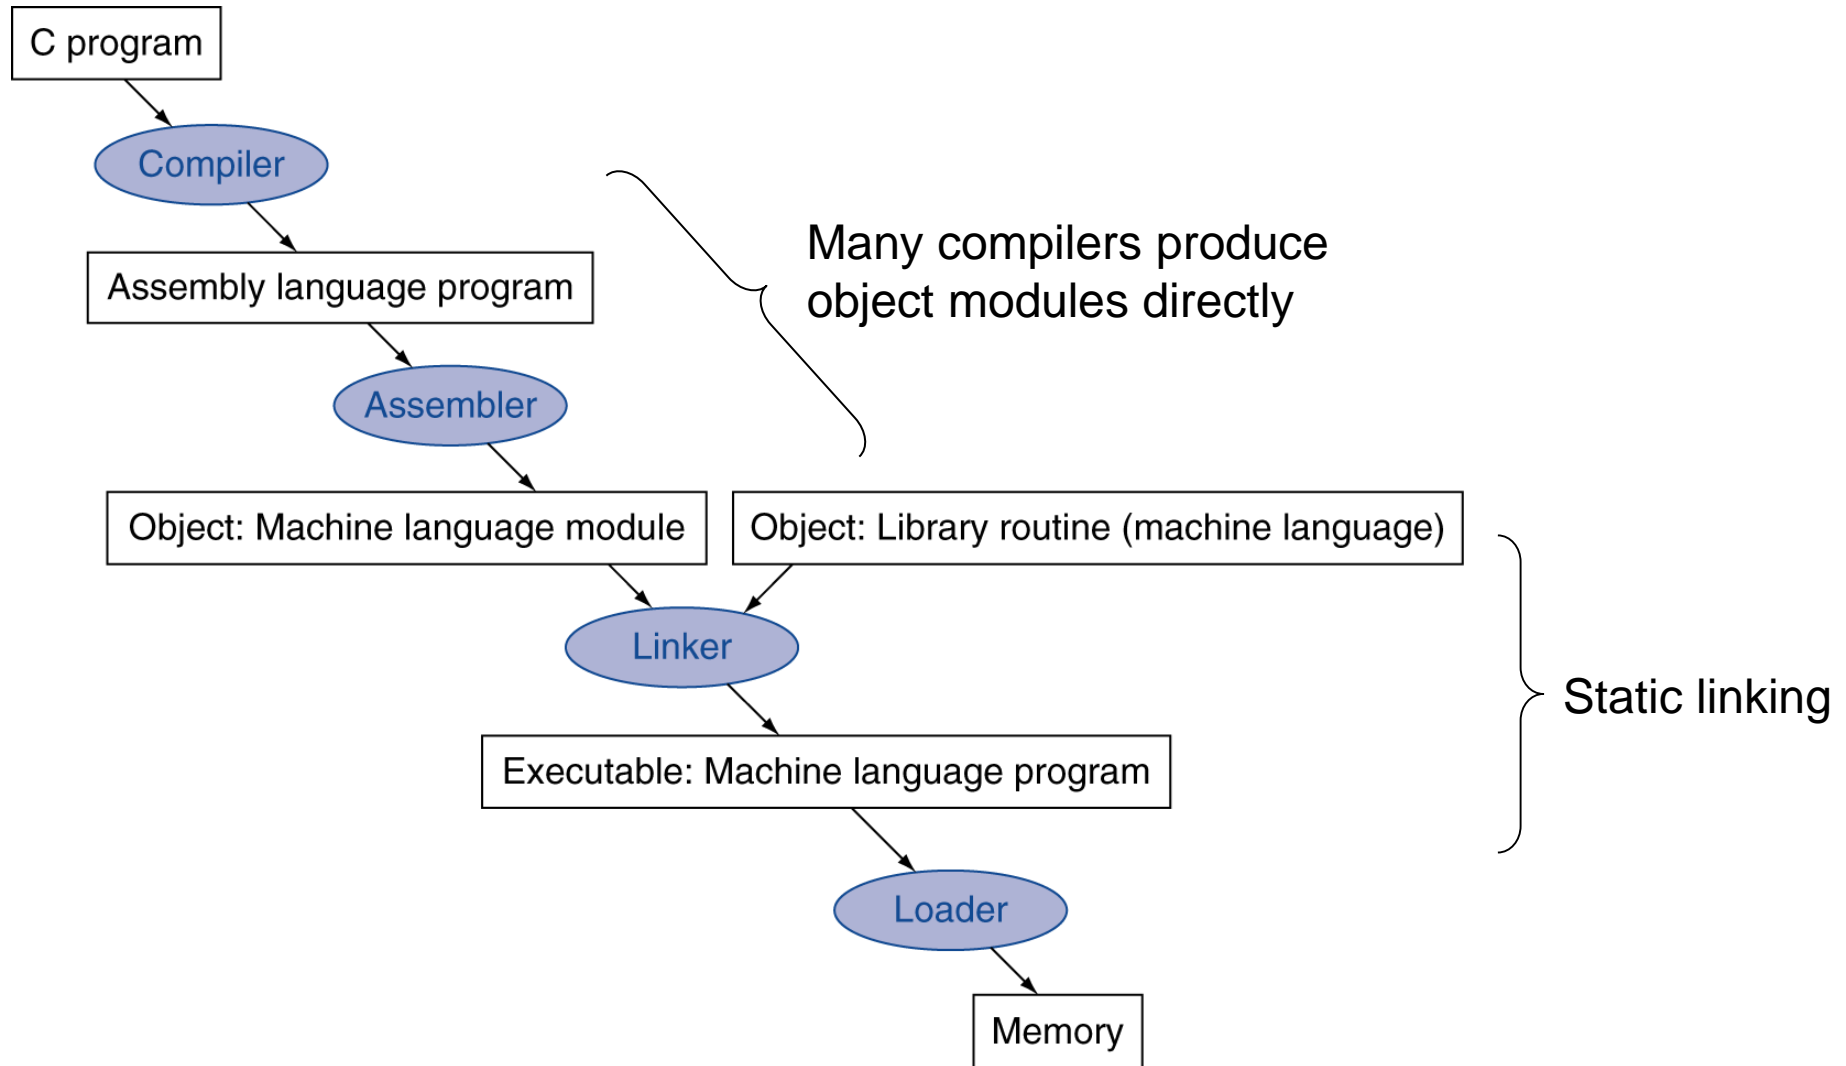 C program
Compiler
Many compilers produce
object modules directly
Assembly language program
Assembler
Object: Machine language module
Object: Library routine (machine language)
Linker
Static linking
Executable: Machine language program
Loader
Memory